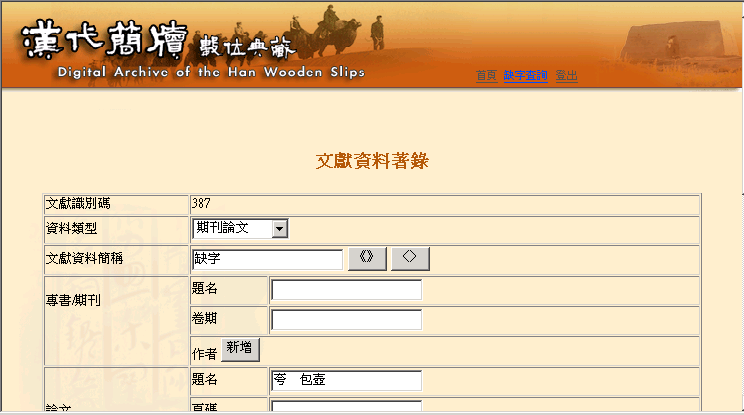 漢代簡牘 數位典藏
Digital Archive of the Han Wooden Slips
首頁 缺字查詢 登出
文獻資料著錄
文獻識別碼 387
資料類型 期刊論文
文獻資料簡稱 缺字 《》 ◇
專書/期刊 題名
卷期
作者 新增
論文 題名 夸 包壺
頁碼